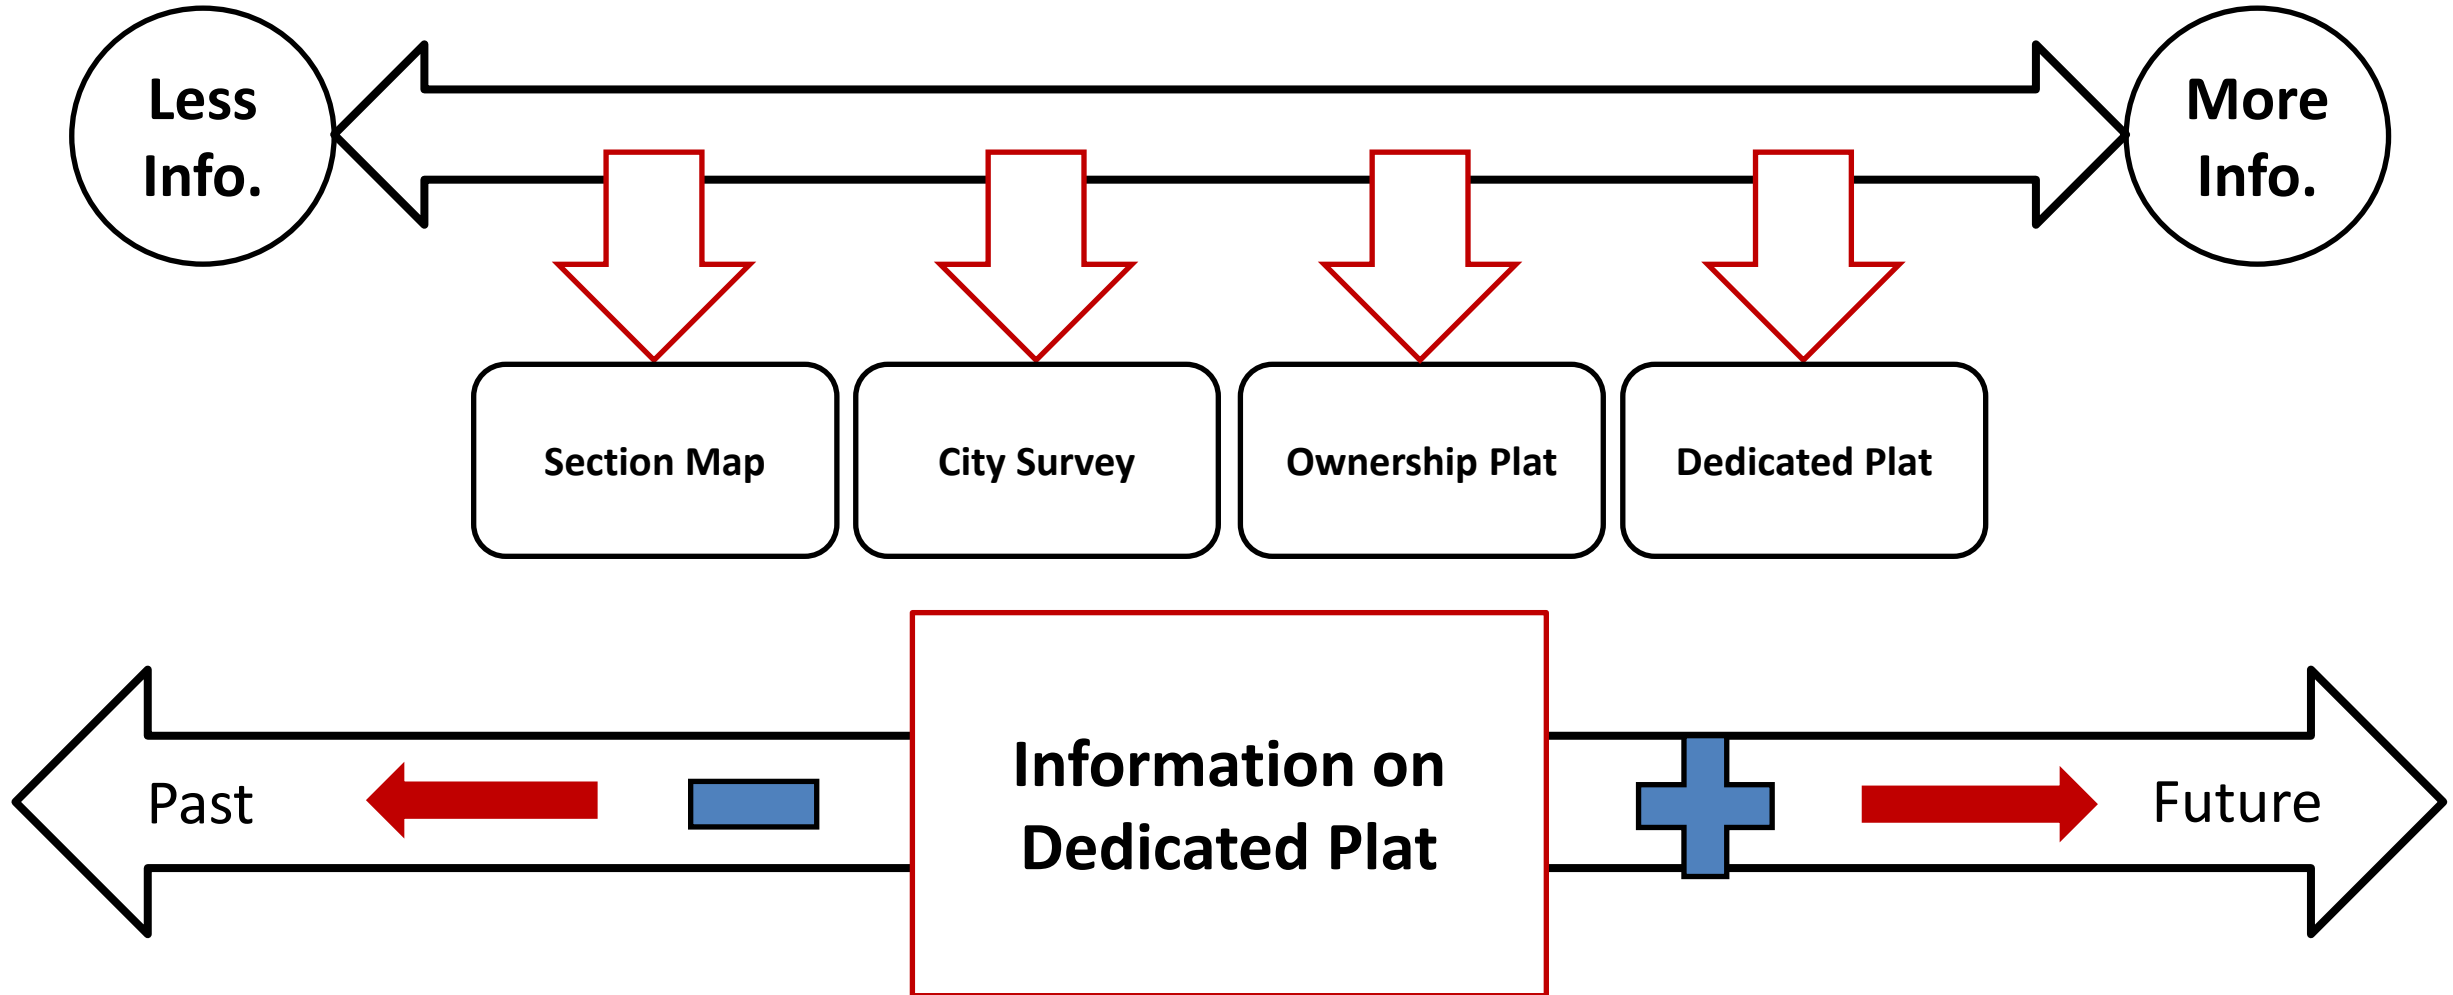 Less
Info.
More
Info.
Section Map
City Survey
Ownership Plat
Dedicated Plat
Past
Information on
Dedicated Plat
Future